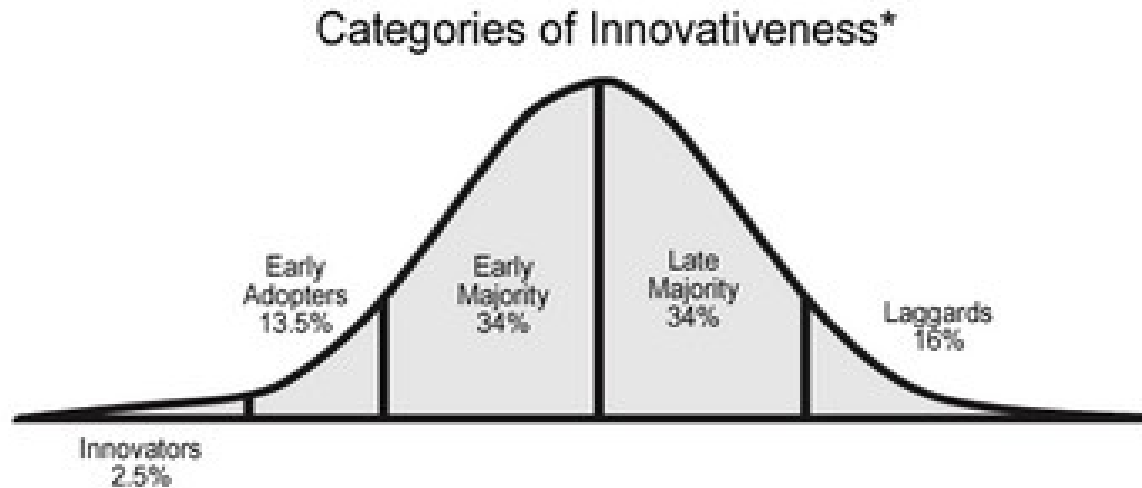 Categories of Innovativeness*
Early
Adopters
13.5%
Early
Majority
34%
Late
Majority
34%
Laggards
16%
Innovators
2.5%